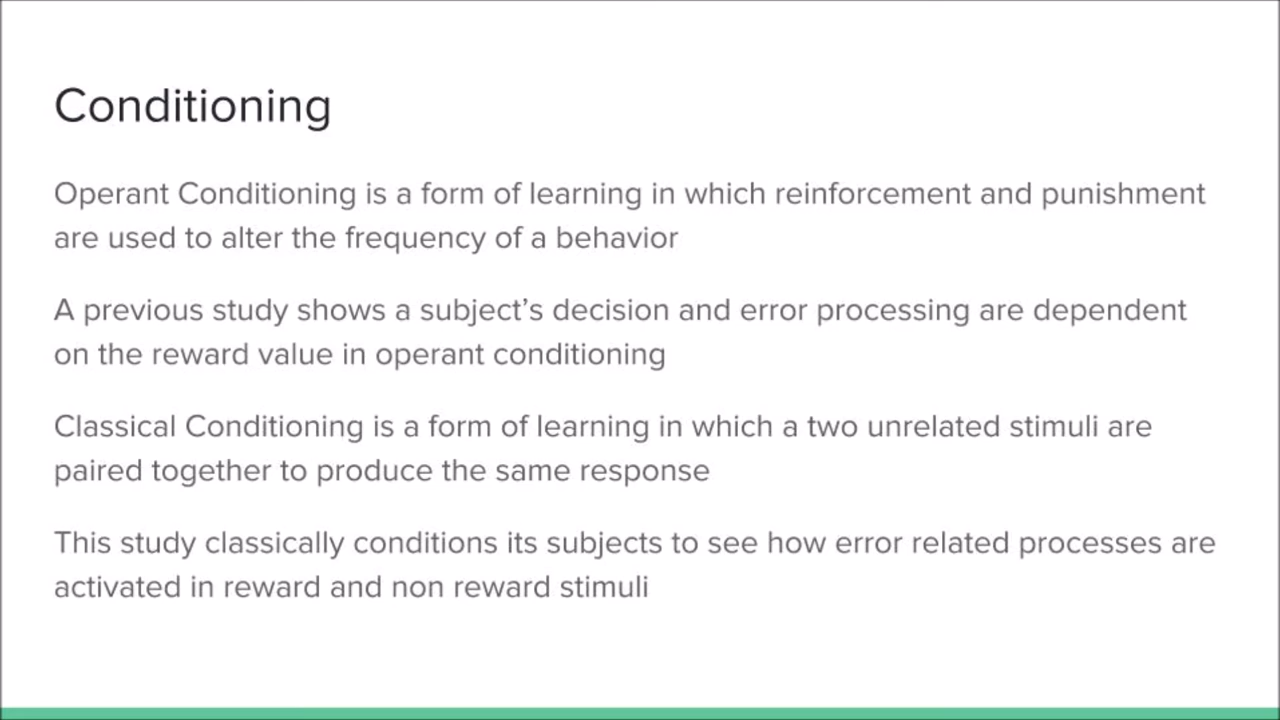 Conditioning
Operant Conditioning is a form of learning in which reinforcement and punishment
are used to alter the frequency of a behavior
A previous study shows a subject’s decision and error processing are dependent
on the reward value in operant conditioning
Classical Conditioning is a form of learning in which a two unrelated stimuli are
paired together to produce the same response
This study classically conditions its subjects to see how error related processes are
activated in reward and non reward stimuli